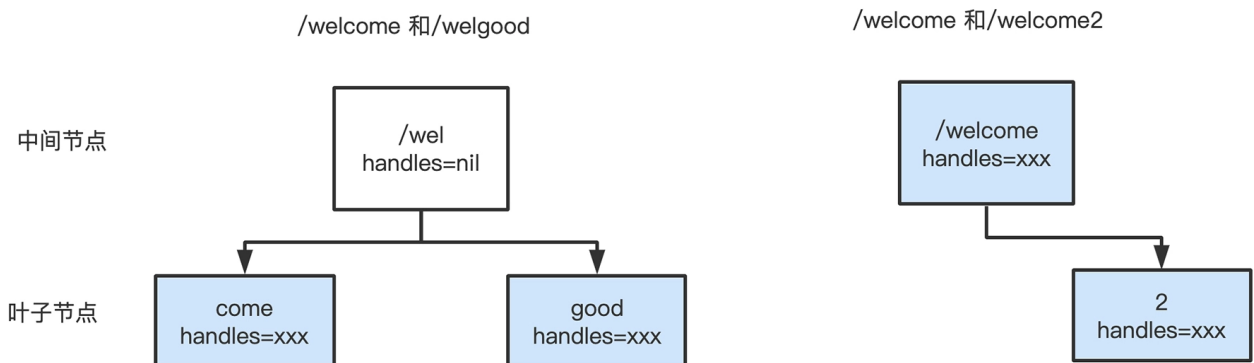 /welcome 和/welgood
/welcome 和/welcome2
中间节点
/wel
handles=nil
/welcome
handles=xxx
叶子节点
come
handles=xxx
good
handles=xxx
2
handles=xxx